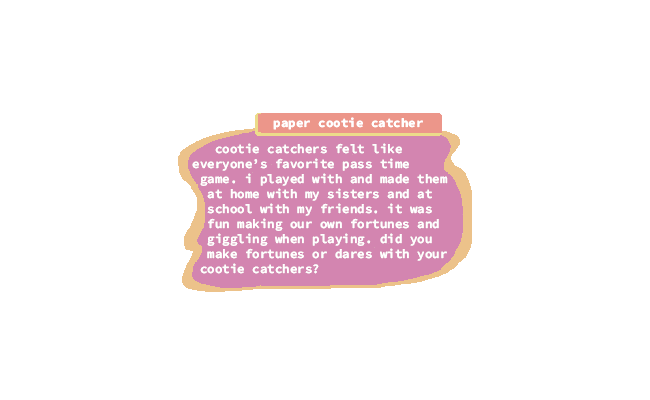 paper cootie catcher
cootie catchers felt like
everyone's favorite pass time
game. i played with and made them
at home with my sisters and at
school with my friends. it was
fun making our own fortunes and
giggling when playing. did you
make fortunes or dares with your
cootie catchers?